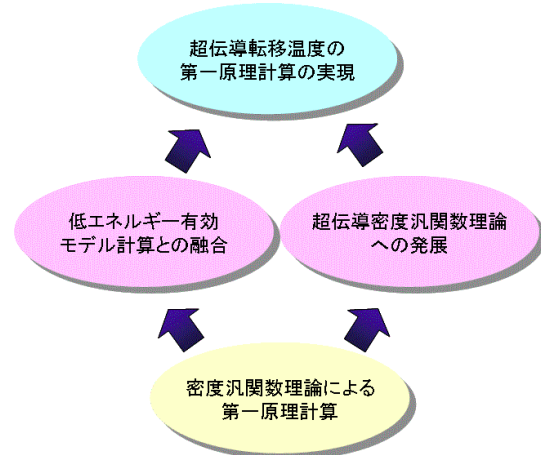 超伝導転移温度の
第一原理計算の実現
低エネルギー有効
モデル計算との融合
超伝導密度汎関数理論
への発展
密度汎関数理論による
第一原理計算